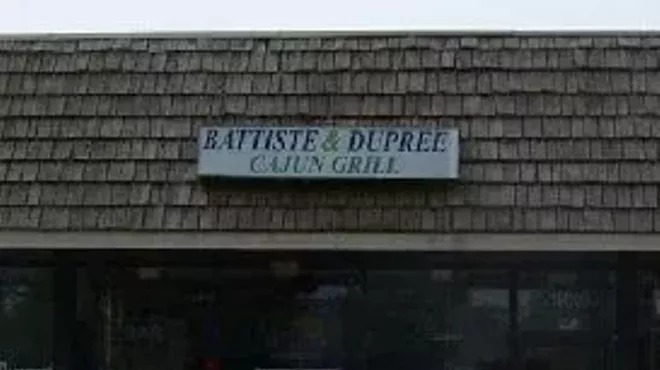 BATTISTE & DUPREE
CAJUN GRILL